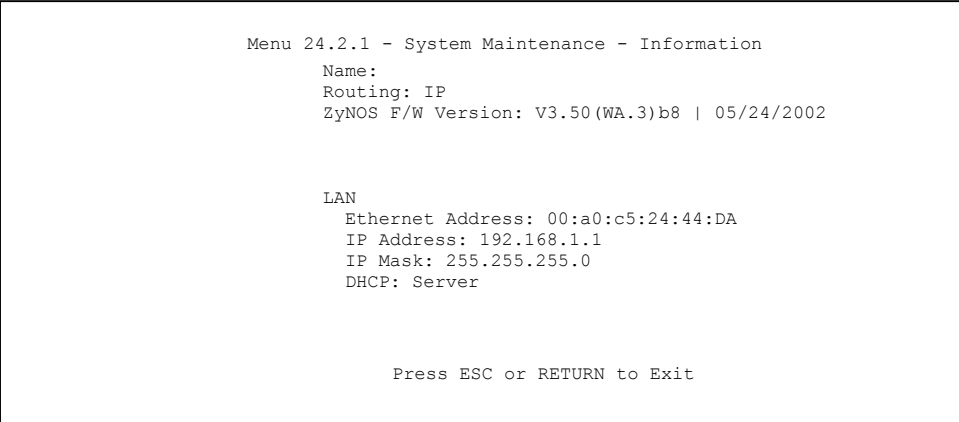 Menu 24.2.1 - System Maintenance - Information
Name:
Routing: IP
ZyNOS F/W Version: V3.50(WA.3)b8 | 05/24/2002
LAN
Ethernet Address: 00:a0:c5:24:44:DA
IP Address: 192.168.1.1
IP Mask: 255.255.255.0
DHCP: Server
Press ESC or RETURN to Exit